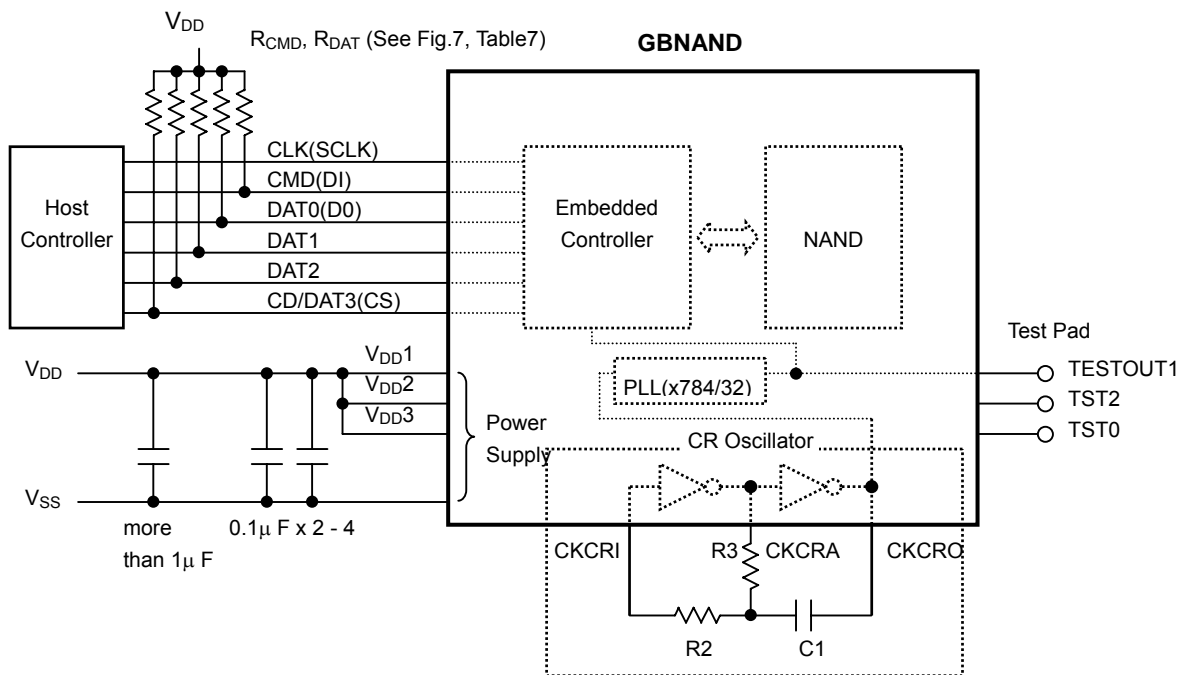 VDD
RCMD, RDAT (See Fig.7, Table7)
GBNAND
Host
Controller
CLK(SCLK)
CMD(DI)
DAT0(D0)
DAT1
DAT2
CD/DAT3(CS)
Embedded
Controller
NAND
Test Pad
TESTOUT1
TST2
TST0
PLL(x784/32)
VDD
VDD1
VDD2
VDD3
Power
Supply
CR Oscillator
VSS
more
than 1μ F
0.1μ F x 2 - 4
CKCRI
R3
CKCRA
CKCRO
R2
C1